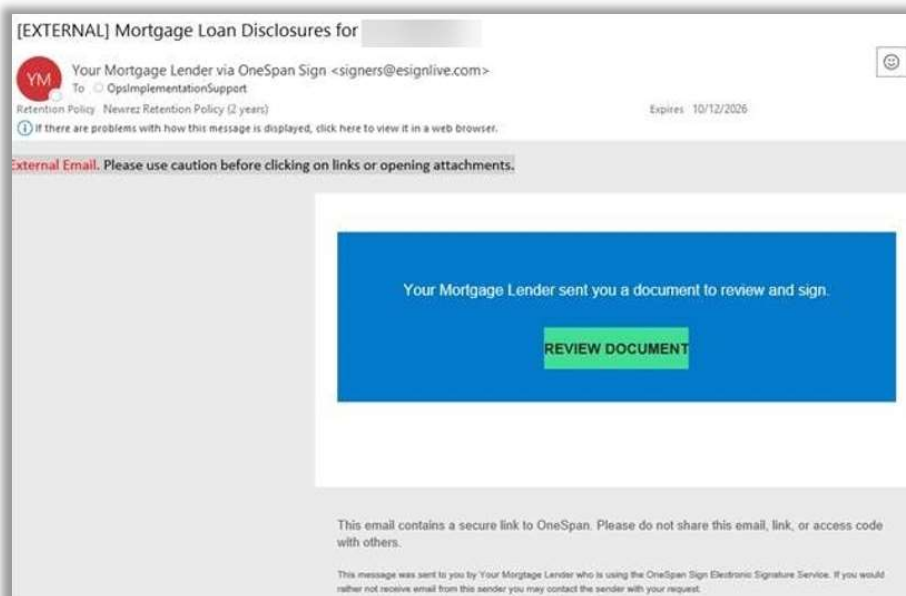 [EXTERNAL] Mortgage Loan Disclosures for
YM
Your Mortgage Lender via OneSpan Sign <signers@esignlive.com>
To OpsImplementationSupport
Retention Policy Newrez Retention Policy (2 years)
Expires 10/12/2026
If there are problems with how this message is displayed, click here to view it in a web browser.
External Email. Please use caution before clicking on links or opening attachments.
Your Mortgage Lender sent you a document to review and sign.
REVIEW DOCUMENT
This email contains a secure link to OneSpan. Please do not share this email, link, or access code
with others.
This message was sent to you by Your Morgtage Lender who is using the OneSpan Sign Electronic Signature Service. If you would
rather not receive email from this sender you may contact the sender with your request.